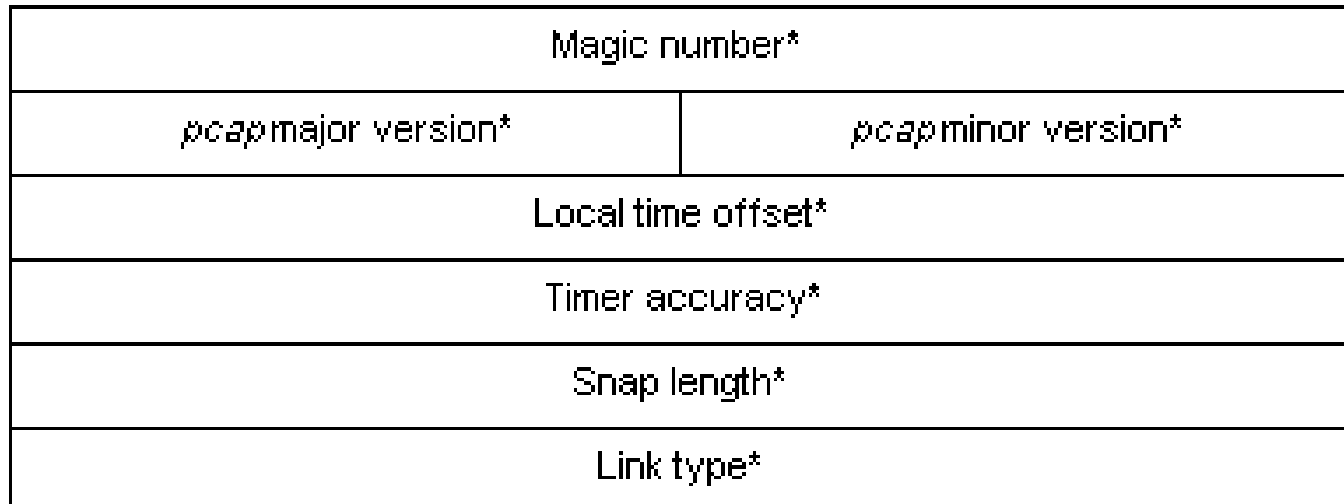 Magic number*
pcap major version* pcap minor version*
Local time offset*
Timer accuracy*
Snap length*
Link type*